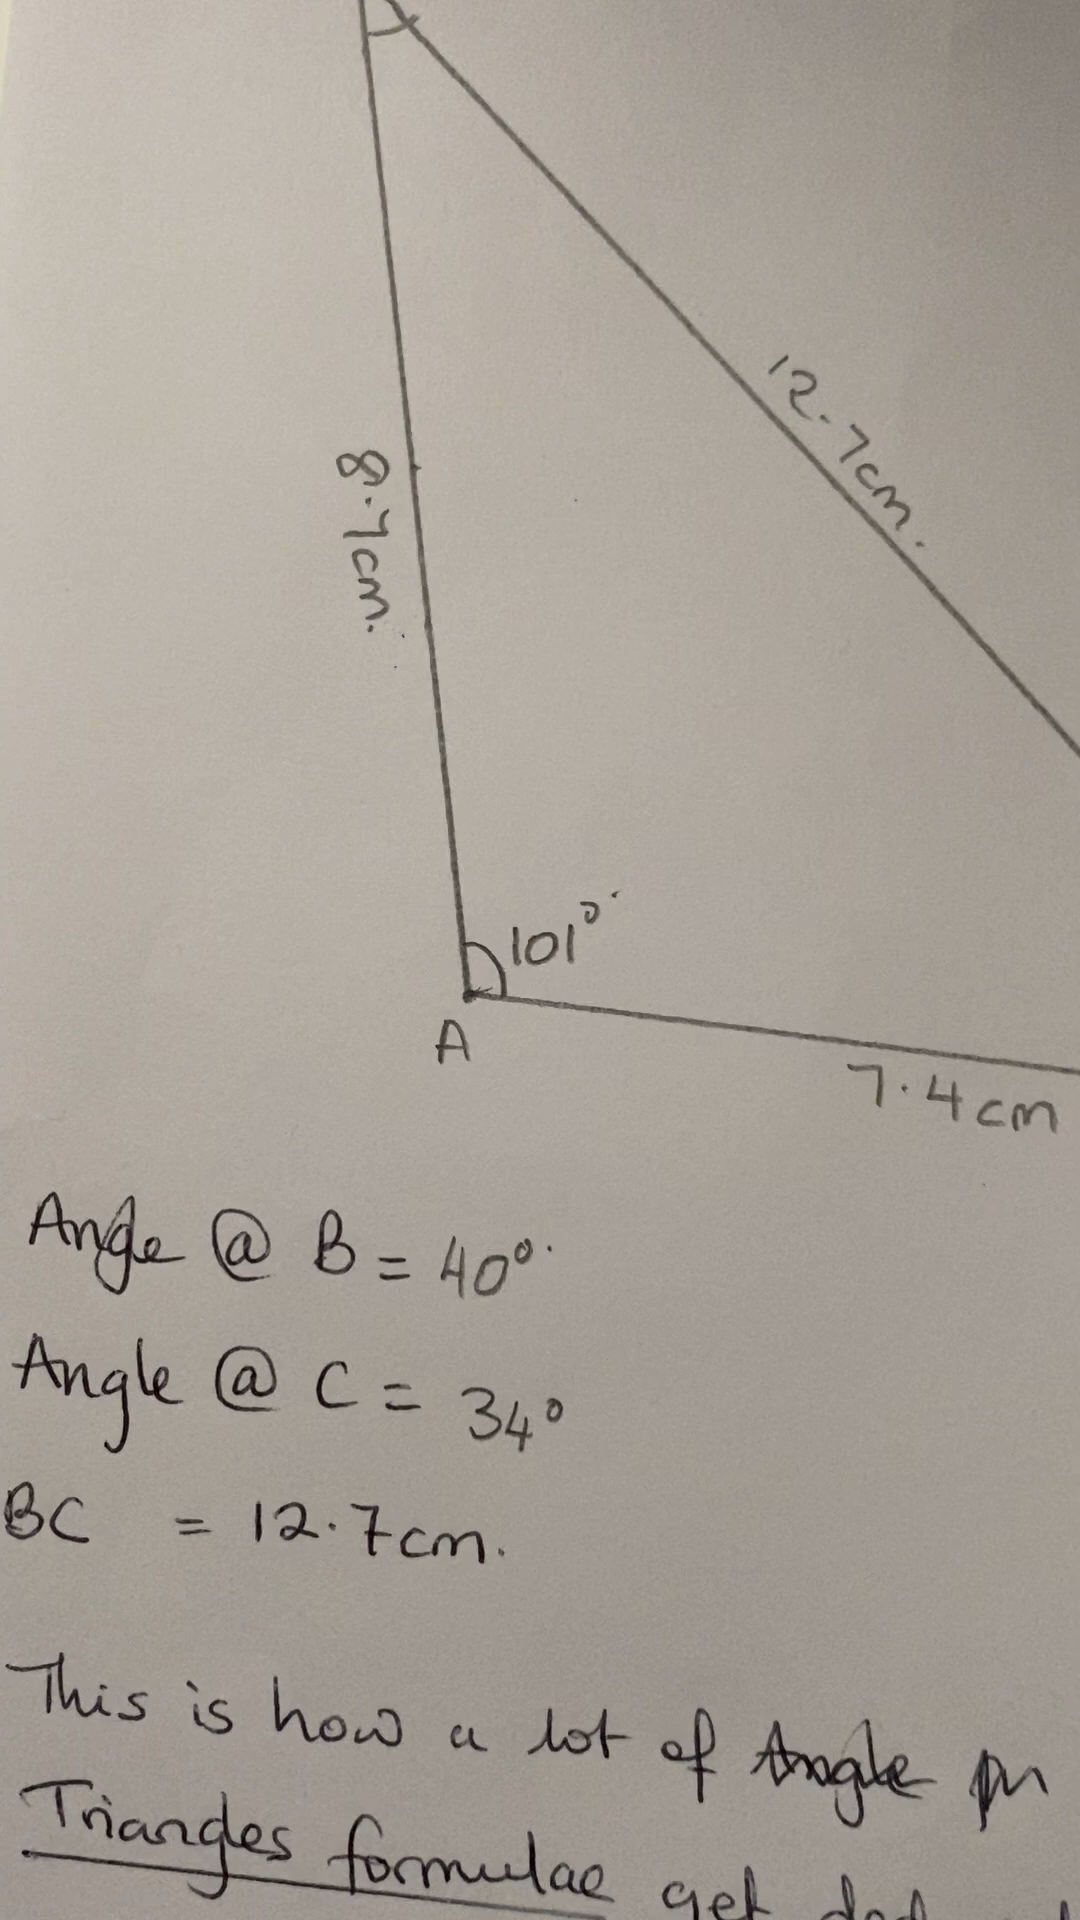 12.7cm.
8.7cm.
101°
A
7.4cm
Angle @ B = 40°.
Angle @ C = 34°
BC = 12.7cm.
This is how a lot of Angle in
Triangles formulae get